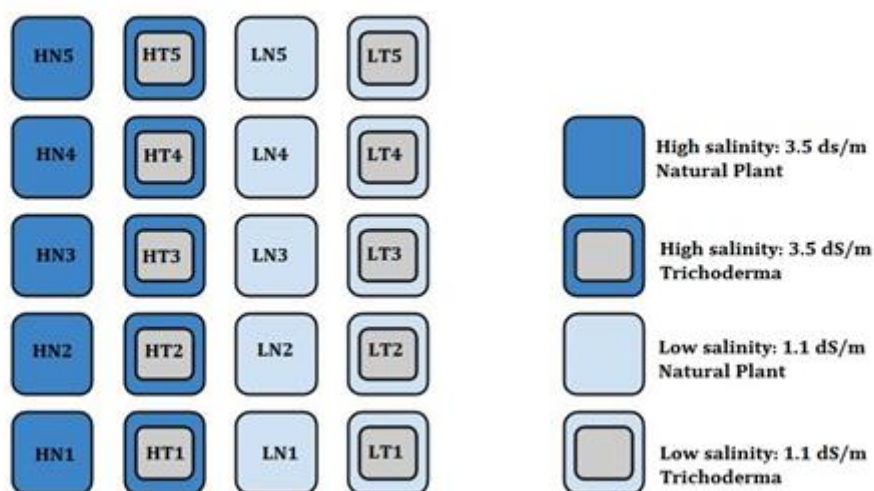 HN5 HT5 LN5 LT5
HN4 HT4 LN4 LT4
HN3 HT3 LN3 LT3
HN2 HT2 LN2 LT2
HN1 HT1 LN1 LT1
High salinity: 3.5 ds/m
Natural Plant
High salinity: 3.5 dS/m
Trichoderma
Low salinity: 1.1 dS/m
Natural Plant
Low salinity: 1.1 dS/m
Trichoderma